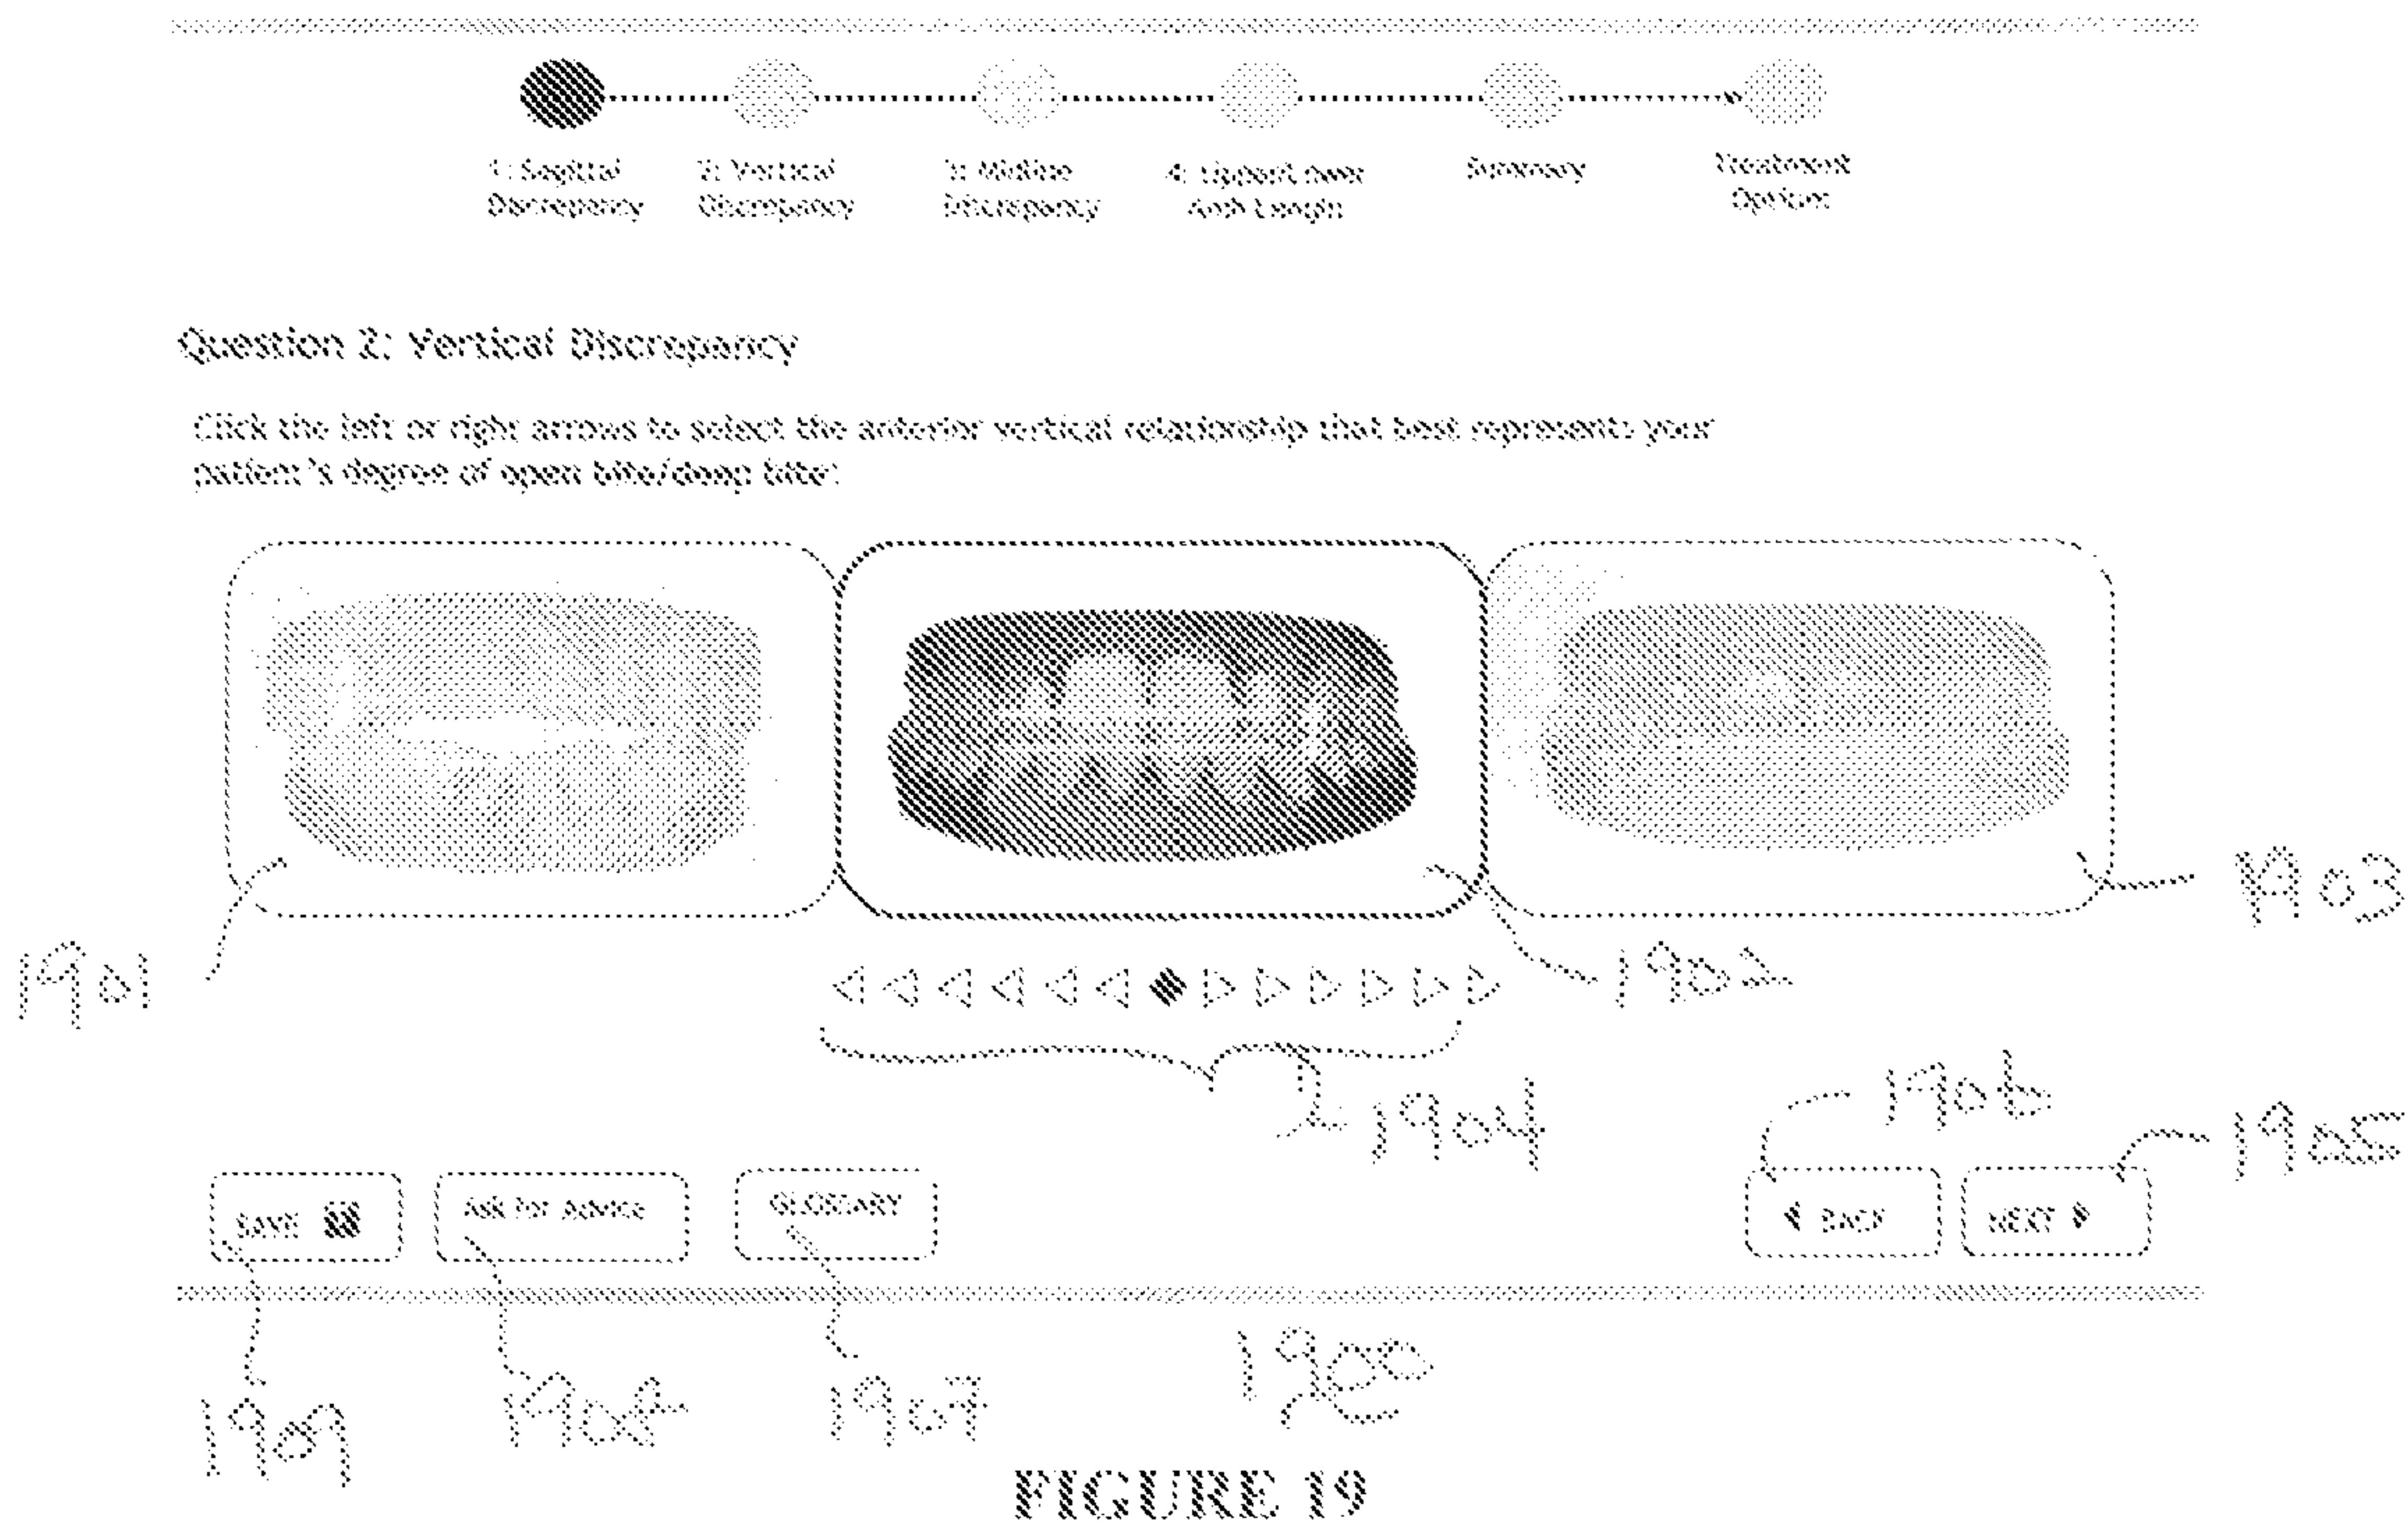 1: Sagittal
Discrepancy
2: Vertical
Discrepancy
3: Midline
Discrepancy
4: Upper/Lower
Arch Length
Summary
Treatment
Options
Question 2: Vertical Discrepancy
Click the left or right arrows to select the anterior vertical relationship that best represents your
patient's degree of open bite/deep bite:
1901
1902
1903
1904
1906
1905
SAVE
ASK FOR ADVICE
GLOSSARY
BACK
NEXT
1909
1908
1907
1900
FIGURE 19